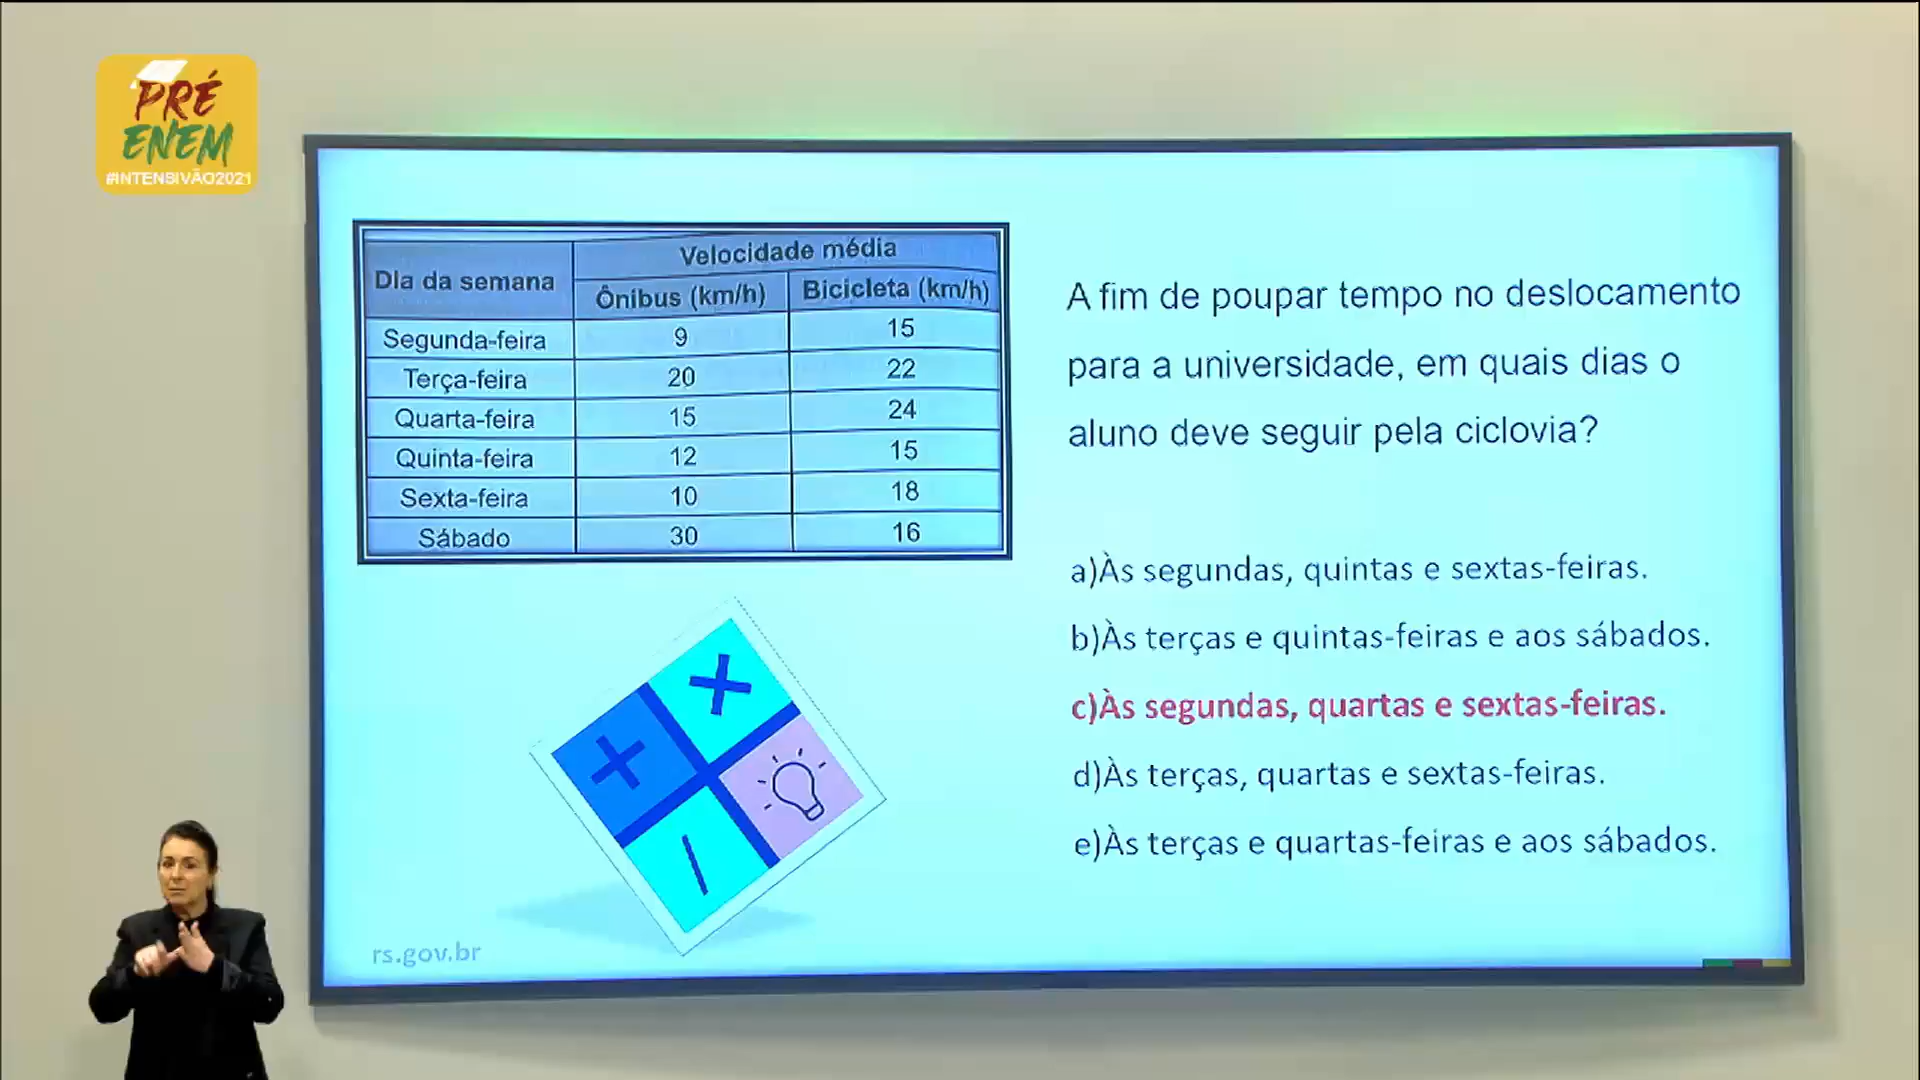 PRÉ
ENEM
#INTENSIVÃO2021
Dia da semana
Velocidade média
Ônibus (km/h) Bicicleta (km/h)
Segunda-feira 9 15
Terça-feira 20 22
Quarta-feira 15 24
Quinta-feira 12 15
Sexta-feira 10 18
Sábado 30 16
A fim de poupar tempo no deslocamento
para a universidade, em quais dias o
aluno deve seguir pela ciclovia?
a)Às segundas, quintas e sextas-feiras.
b)Às terças e quintas-feiras e aos sábados.
c)Às segundas, quartas e sextas-feiras.
d)Às terças, quartas e sextas-feiras.
e)Às terças e quartas-feiras e aos sábados.
rs.gov.br